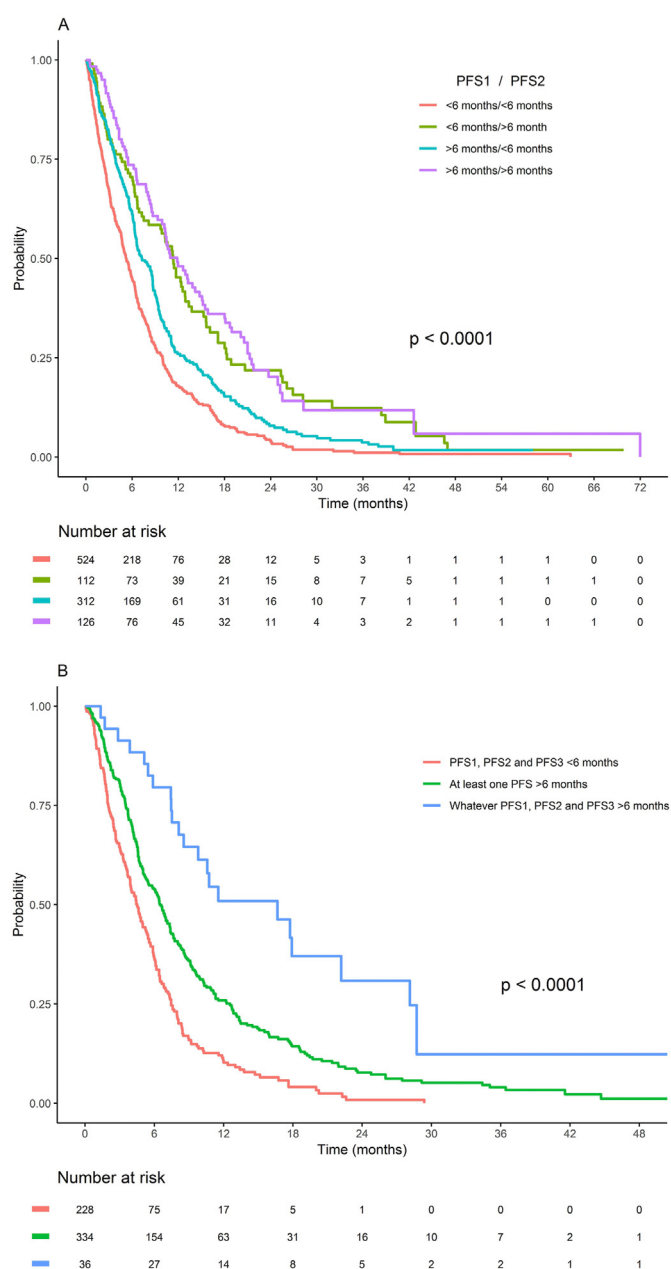 A
1.00
0.75
0.50
0.25
0.00
Probability
PFS1 / PFS2
<6 months/<6 months
<6 months/>6 month
>6 months/<6 months
>6 months/>6 months
p < 0.0001
0 6 12 18 24 30 36 42 48 54 60 66 72
Time (months)
Number at risk
524 218 76 28 12 5 3 1 1 1 1 0 0
112 73 39 21 15 8 7 5 1 1 1 1 0
312 169 61 31 16 10 7 1 1 1 0 0 0
126 76 45 32 11 4 3 2 1 1 1 1 0
B
1.00
0.75
0.50
0.25
0.00
Probability
PFS1, PFS2 and PFS3 <6 months
At least one PFS >6 months
Whatever PFS1, PFS2 and PFS3 >6 months
p < 0.0001
0 6 12 18 24 30 36 42 48
Time (months)
Number at risk
228 75 17 5 1 0 0 0 0
334 154 63 31 16 10 7 2 1
36 27 14 8 5 2 2 1 1